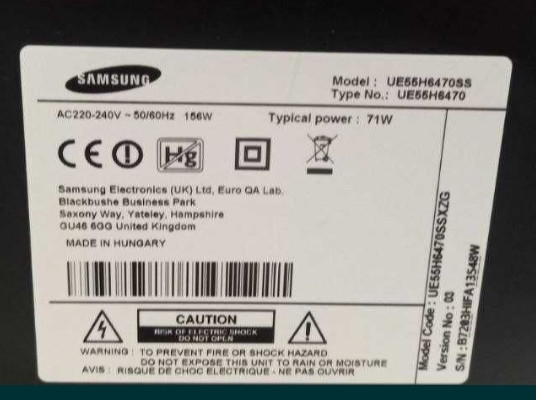 SAMSUNG
Model : UE55H6470SS
Type No.: UE55H6470
AC220-240V ~ 50/60Hz 156W
Typical power : 71W
CE
Hg
Samsung Electronics (UK) Ltd, Euro QA Lab.
Blackbushe Business Park
Saxony Way, Yateley, Hampshire
GU46 6GG United Kingdom
MADE IN HUNGARY
CAUTION
RISK OF ELECTRIC SHOCK
DO NOT OPEN
WARNING : TO PREVENT FIRE OR SHOCK HAZARD
DO NOT EXPOSE THIS UNIT TO RAIN OR MOISTURE
AVIS : RISQUE DE CHOC ELECTRIQUE - NE PAS OUVRIR
Model Code : UE55H6470SSXZG
Version No : 03
S/N : B7203HIFA13548W